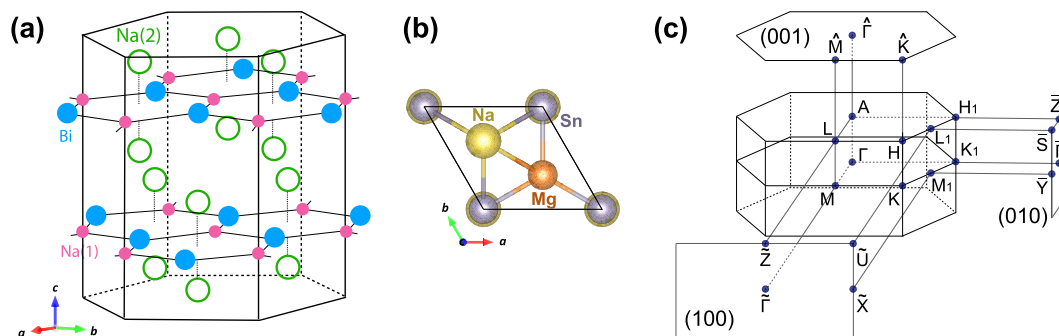 (a)
Na(2)
Bi
Na(1)
c
a
b
(b)
Na
Sn
Mg
b
a
(c)
(001)
Γ̂
M̂
K̂
A
H₁
L
H
L₁
Γ
K₁
M
K
M₁
Z̄
S̄
Ȳ
(010)
Z̃
Ũ
Γ̃
X̃
(100)